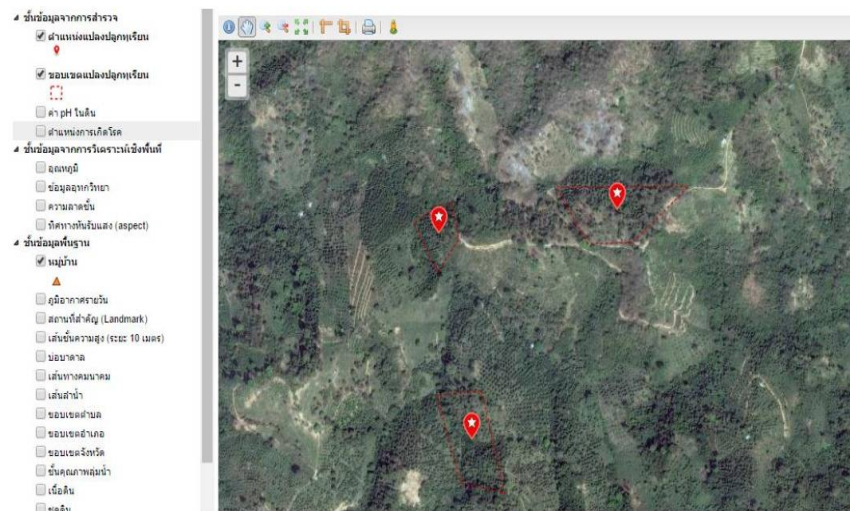 ชั้นข้อมูลจากการสำรวจ
ตำแหน่งแปลงปลูกทุเรียน
ขอบเขตแปลงปลูกทุเรียน
ค่า pH ในดิน
ตำแหน่งการเกิดโรค
ชั้นข้อมูลจากการวิเคราะห์เชิงพื้นที่
อุณหภูมิ
ข้อมูลอุทกวิทยา
ความลาดชัน
ทิศทางหันรับแสง (aspect)
ชั้นข้อมูลพื้นฐาน
หมู่บ้าน
ภูมิอากาศรายวัน
สถานที่สำคัญ (Landmark)
เส้นชั้นความสูง (ระยะ 10 เมตร)
บ่อบาดาล
เส้นทางคมนาคม
เส้นลำน้ำ
ขอบเขตตำบล
ขอบเขตอำเภอ
ขอบเขตจังหวัด
ชั้นคุณภาพลุ่มน้ำ
เนื้อดิน
ชุดดิน
+
-